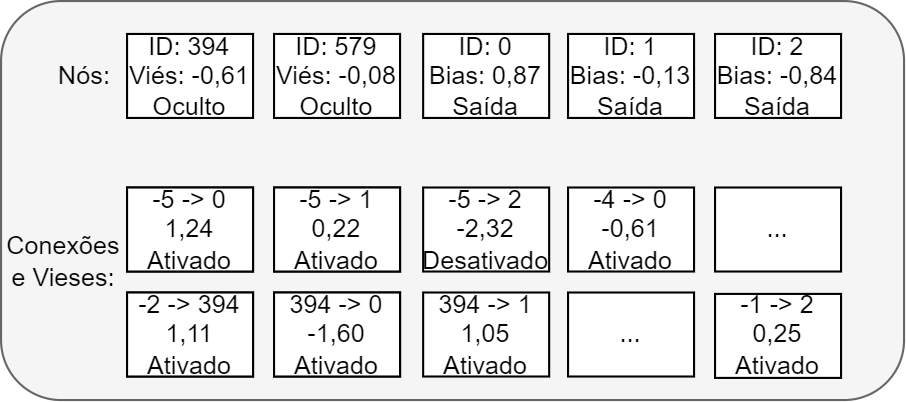 Nós:
ID: 394
Viés: -0,61
Oculto
ID: 579
Viés: -0,08
Oculto
ID: 0
Bias: 0,87
Saída
ID: 1
Bias: -0,13
Saída
ID: 2
Bias: -0,84
Saída
Conexões
e Vieses:
-5 -> 0
1,24
Ativado
-5 -> 1
0,22
Ativado
-5 -> 2
-2,32
Desativado
-4 -> 0
-0,61
Ativado
...
-2 -> 394
1,11
Ativado
394 -> 0
-1,60
Ativado
394 -> 1
1,05
Ativado
...
-1 -> 2
0,25
Ativado